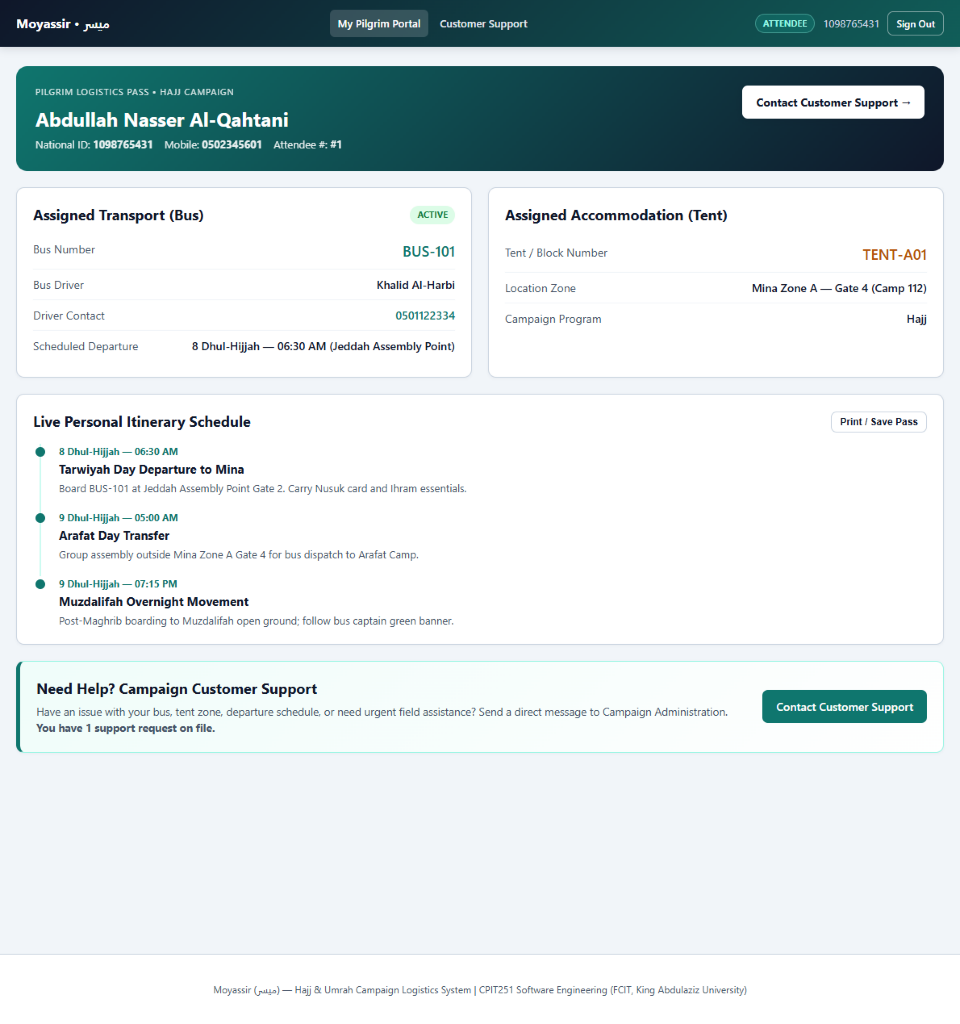 Moyassir • ميسر
My Pilgrim Portal
Customer Support
ATTENDEE
1098765431
Sign Out
PILGRIM LOGISTICS PASS • HAJJ CAMPAIGN
Abdullah Nasser Al-Qahtani
National ID: 1098765431 Mobile: 0502345601 Attendee #: #1
Contact Customer Support →
Assigned Transport (Bus)
ACTIVE
Bus Number BUS-101
Bus Driver Khalid Al-Harbi
Driver Contact 0501122334
Scheduled Departure 8 Dhul-Hijjah — 06:30 AM (Jeddah Assembly Point)
Assigned Accommodation (Tent)
Tent / Block Number TENT-A01
Location Zone Mina Zone A — Gate 4 (Camp 112)
Campaign Program Hajj
Live Personal Itinerary Schedule
Print / Save Pass
8 Dhul-Hijjah — 06:30 AM
Tarwiyah Day Departure to Mina
Board BUS-101 at Jeddah Assembly Point Gate 2. Carry Nusuk card and Ihram essentials.
9 Dhul-Hijjah — 05:00 AM
Arafat Day Transfer
Group assembly outside Mina Zone A Gate 4 for bus dispatch to Arafat Camp.
9 Dhul-Hijjah — 07:15 PM
Muzdalifah Overnight Movement
Post-Maghrib boarding to Muzdalifah open ground; follow bus captain green banner.
Need Help? Campaign Customer Support
Have an issue with your bus, tent zone, departure schedule, or need urgent field assistance? Send a direct message to Campaign Administration.
You have 1 support request on file.
Contact Customer Support
Moyassir (ميسر) — Hajj & Umrah Campaign Logistics System | CPIT251 Software Engineering (FCIT, King Abdulaziz University)